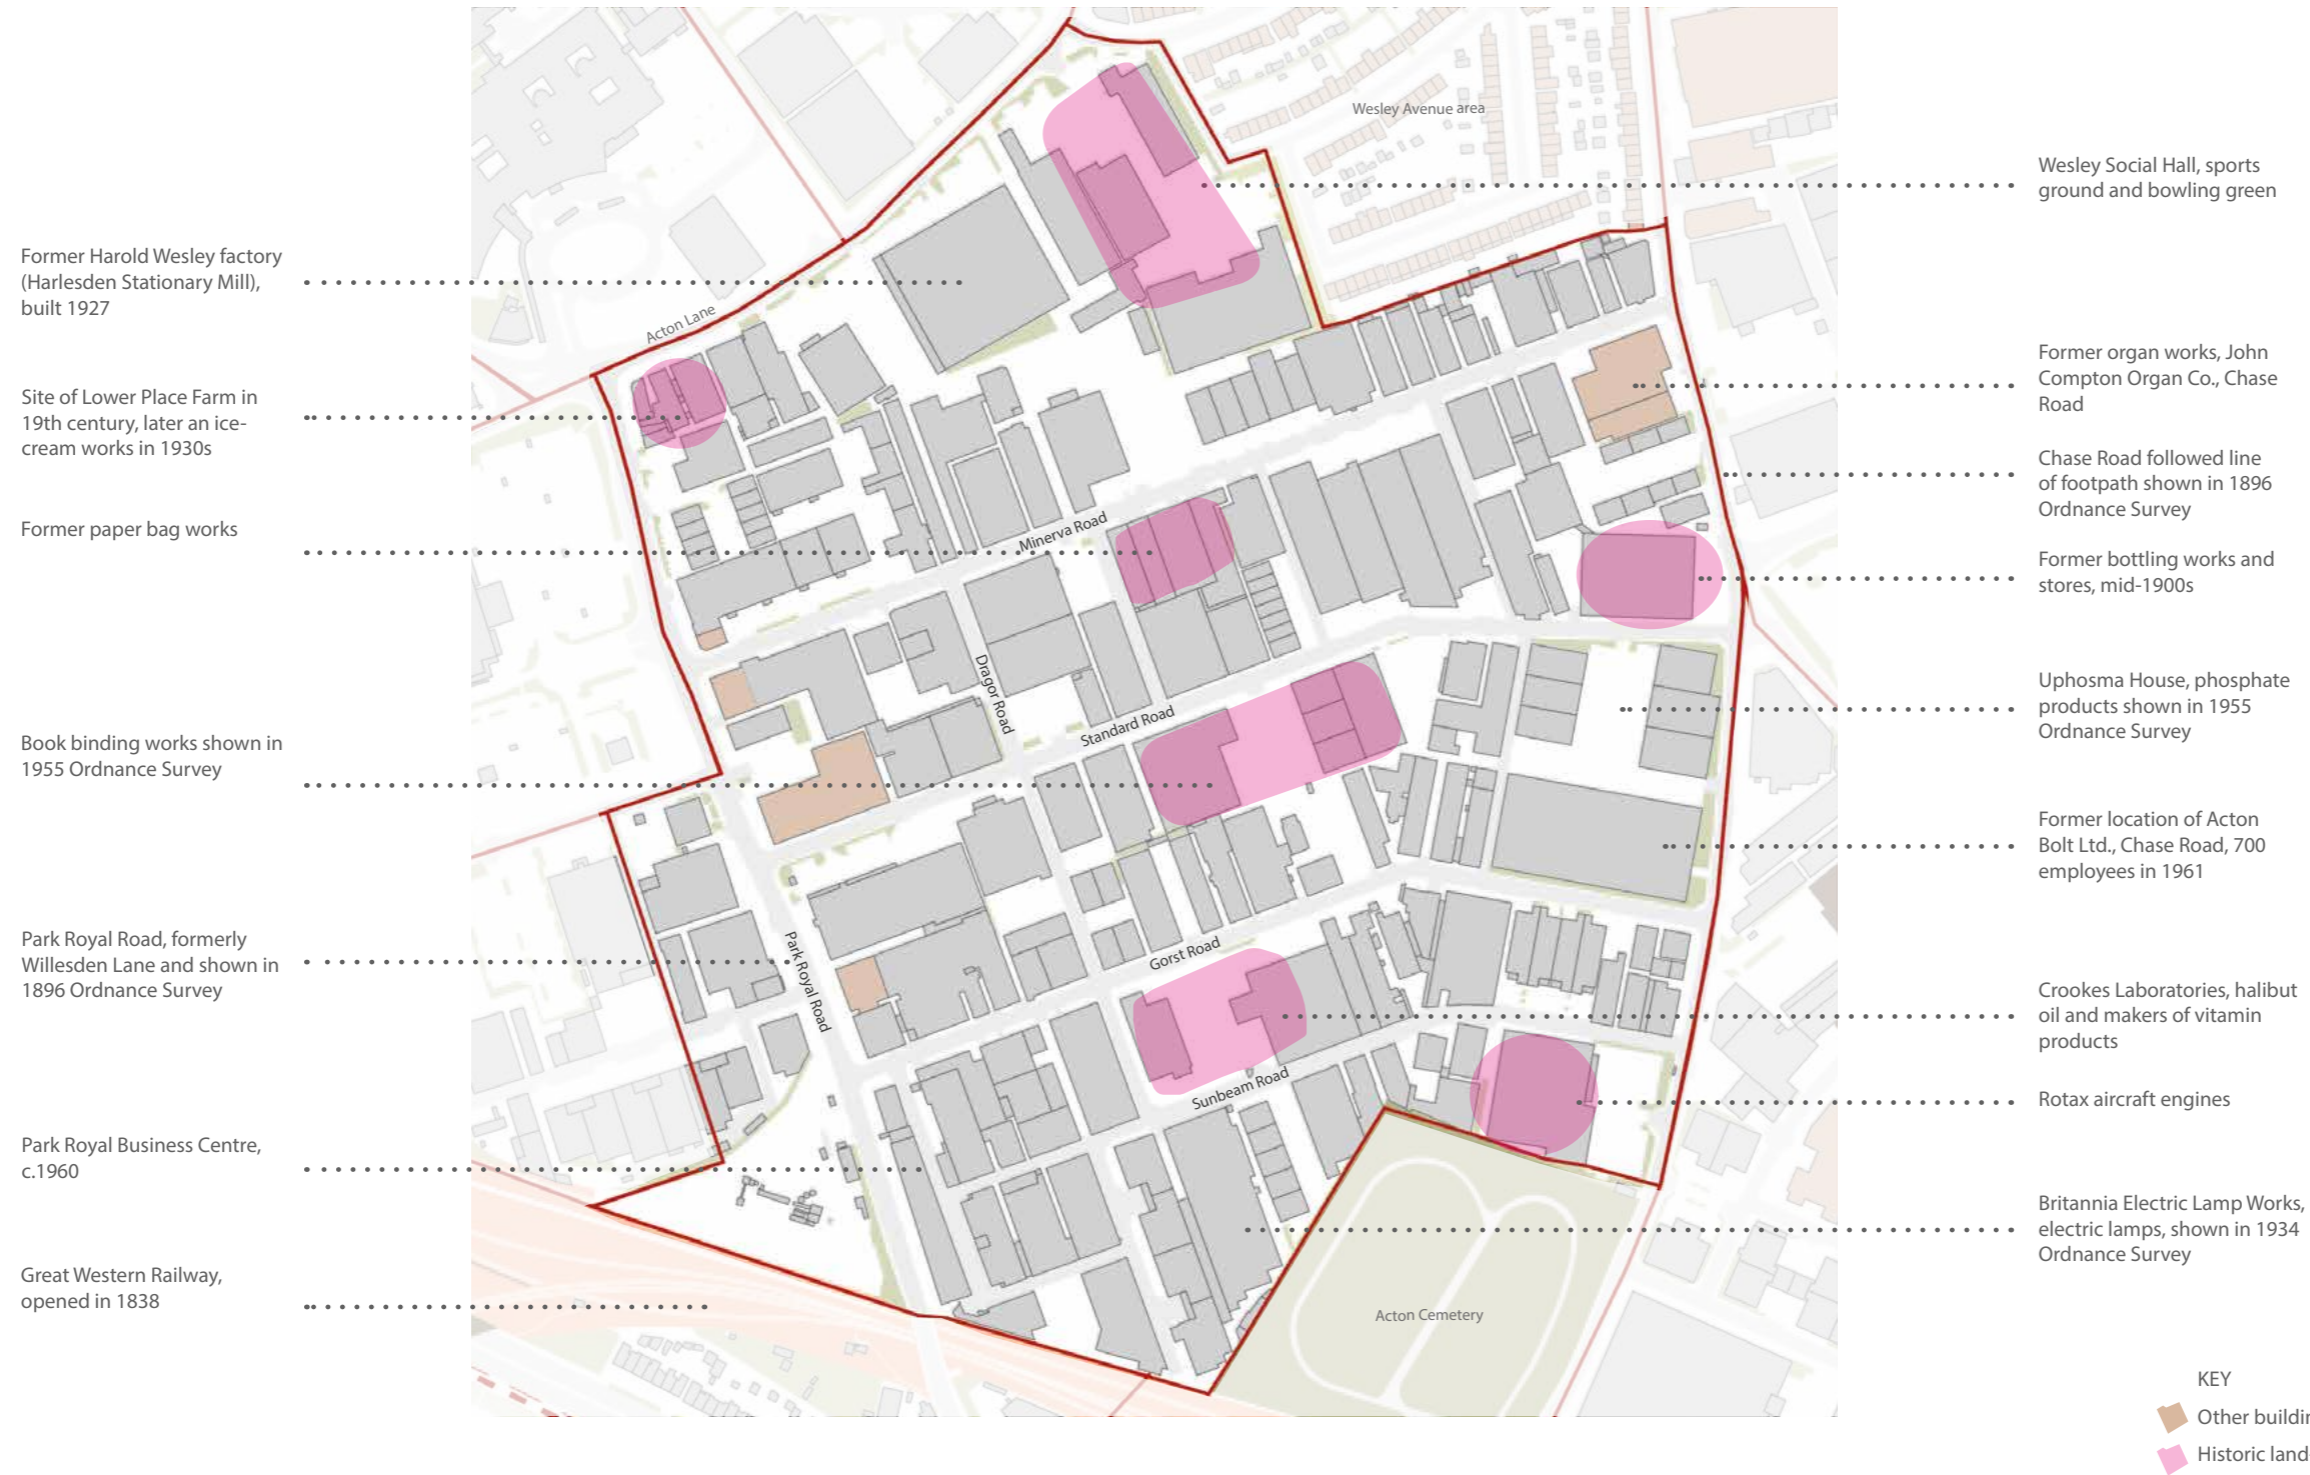 Former Harold Wesley factory
(Harlesden Stationary Mill),
built 1927
Site of Lower Place Farm in
19th century, later an ice-
cream works in 1930s
Former paper bag works
Book binding works shown in
1955 Ordnance Survey
Park Royal Road, formerly
Willesden Lane and shown in
1896 Ordnance Survey
Park Royal Business Centre,
c.1960
Great Western Railway,
opened in 1838
Wesley Avenue area
Acton Lane
Minerva Road
Dragor Road
Standard Road
Park Royal Road
Gorst Road
Sunbeam Road
Acton Cemetery
Wesley Social Hall, sports
ground and bowling green
Former organ works, John
Compton Organ Co., Chase
Road
Chase Road followed line
of footpath shown in 1896
Ordnance Survey
Former bottling works and
stores, mid-1900s
Uphosma House, phosphate
products shown in 1955
Ordnance Survey
Former location of Acton
Bolt Ltd., Chase Road, 700
employees in 1961
Crookes Laboratories, halibut
oil and makers of vitamin
products
Rotax aircraft engines
Britannia Electric Lamp Works,
electric lamps, shown in 1934
Ordnance Survey
KEY
Other buildin
Historic land